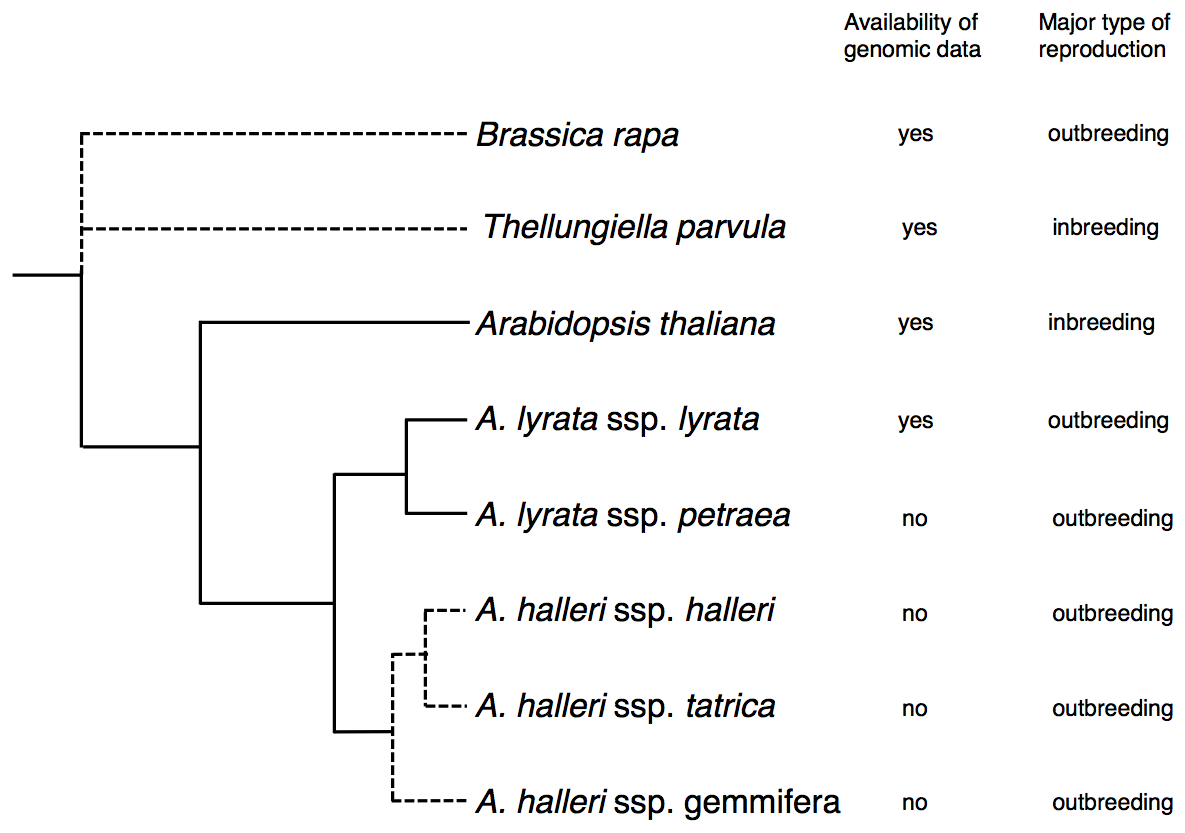 Availability of genomic data
Major type of reproduction
Brassica rapa yes outbreeding
Thellungiella parvula yes inbreeding
Arabidopsis thaliana yes inbreeding
A. lyrata ssp. lyrata yes outbreeding
A. lyrata ssp. petraea no outbreeding
A. halleri ssp. halleri no outbreeding
A. halleri ssp. tatrica no outbreeding
A. halleri ssp. gemmifera no outbreeding